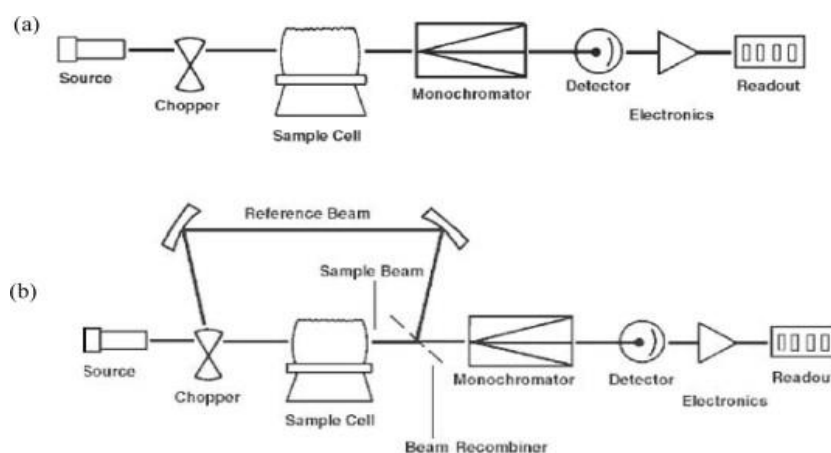 (a)
Source
Chopper
Sample Cell
Monochromator
Detector
Electronics
Readout
Reference Beam
Sample Beam
(b)
Source
Chopper
Sample Cell
Beam Recombiner
Monochromator
Detector
Electronics
Readout